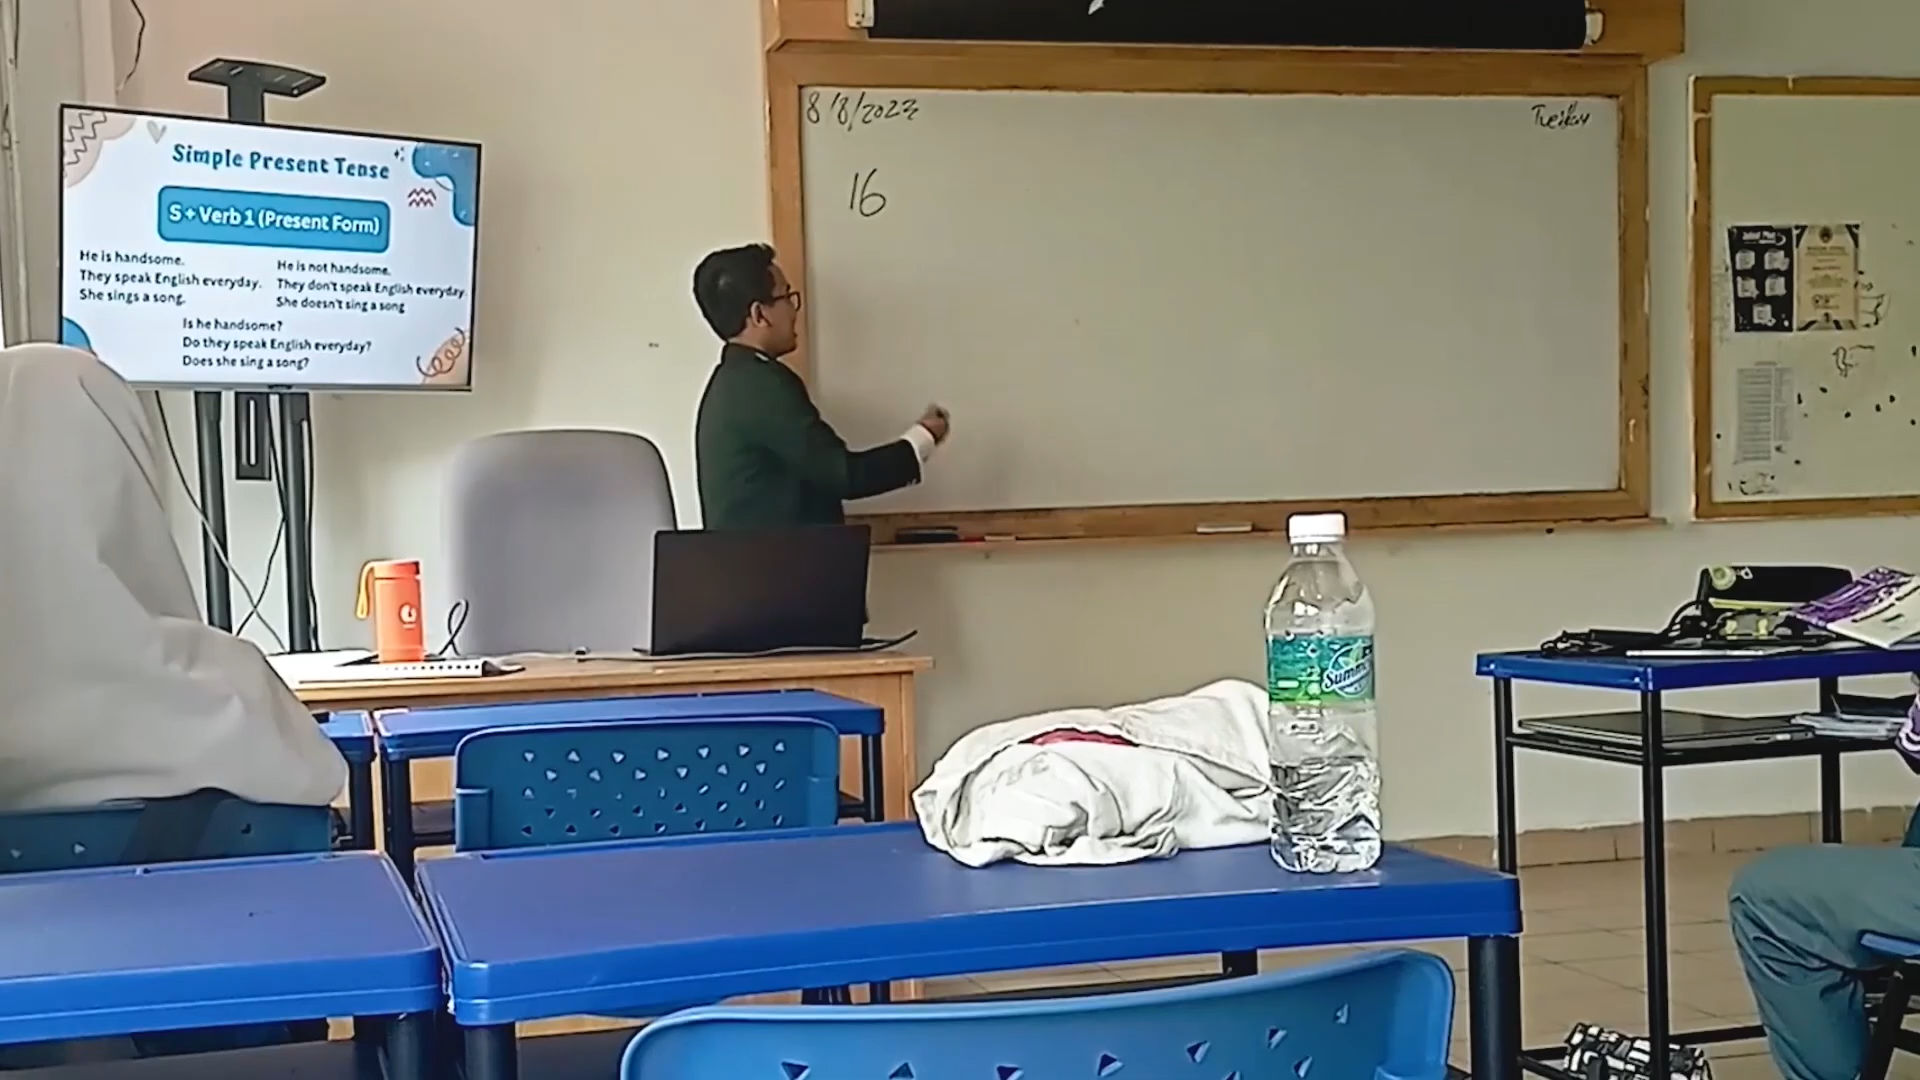 Simple Present Tense
S + Verb 1 (Present Form)
He is handsome.
They speak English everyday.
She sings a song.
He is not handsome.
They don't speak English everyday.
She doesn't sing a song
Is he handsome?
Do they speak English everyday?
Does she sing a song?
8/8/2023
Tuesday
16
Summer